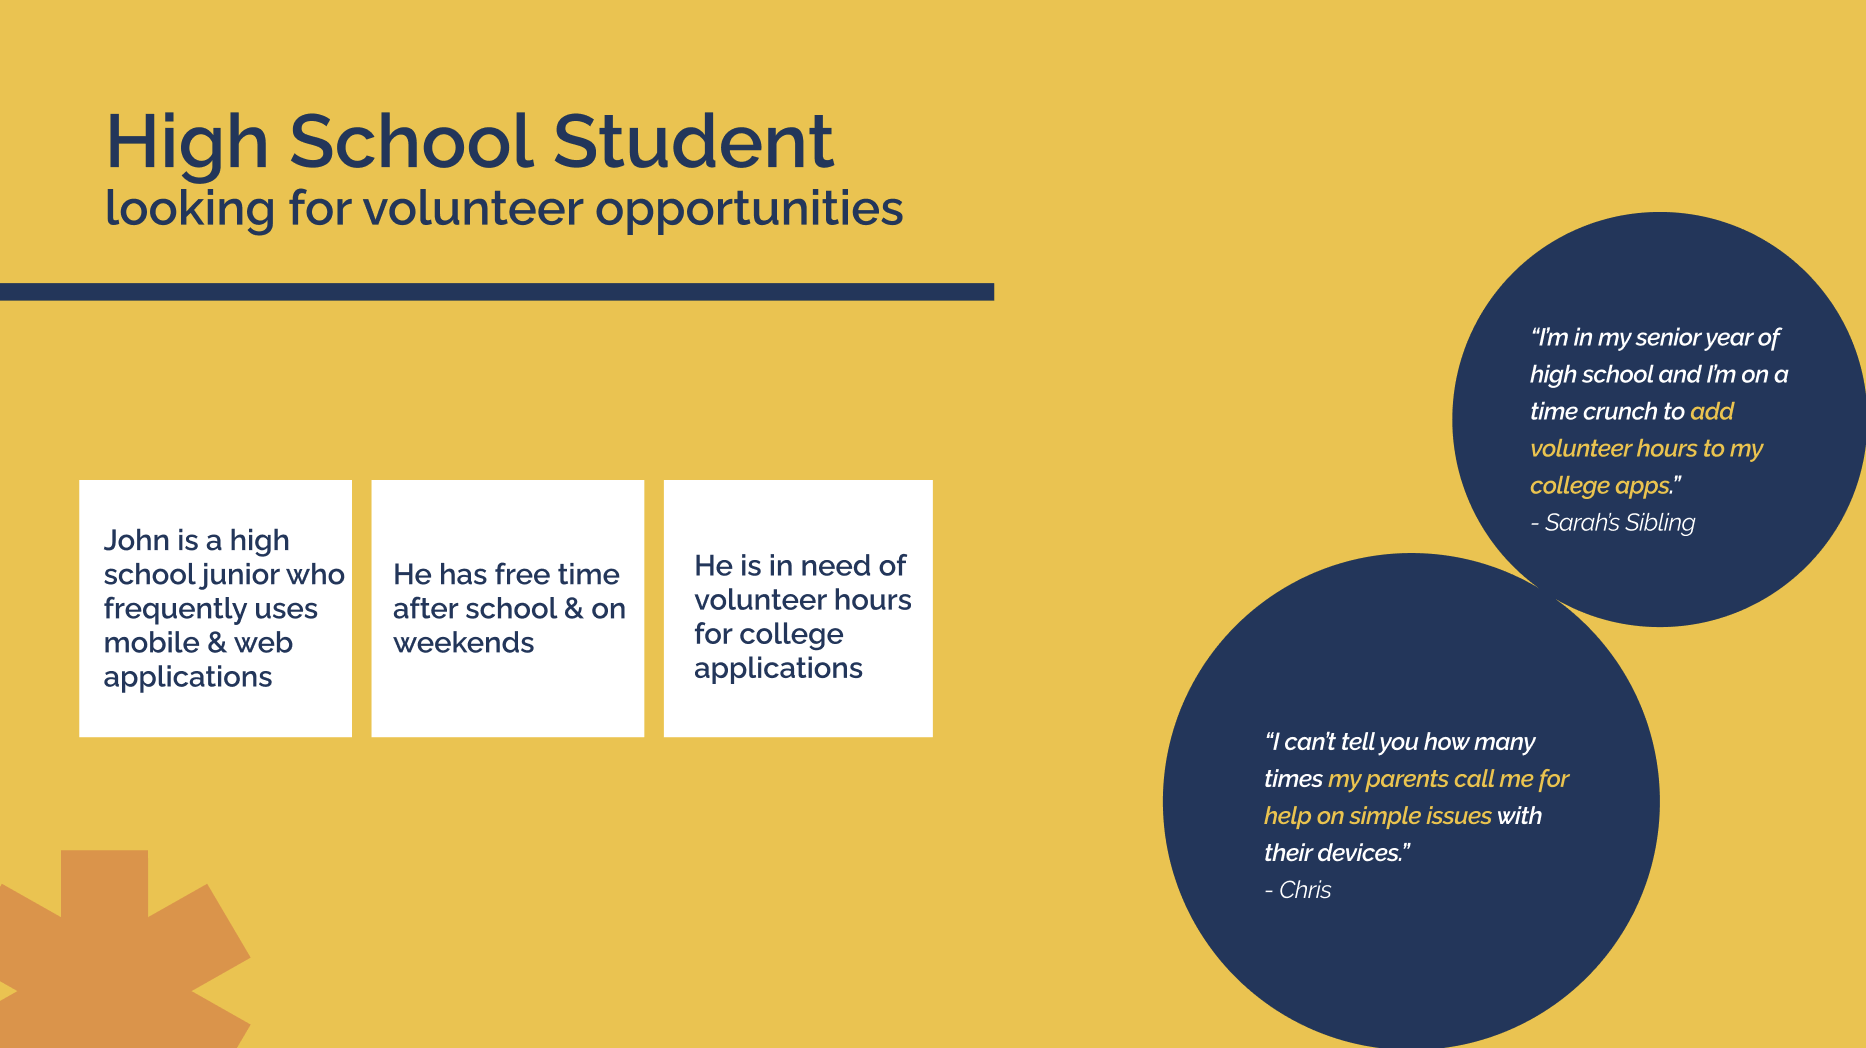 High School Student
looking for volunteer opportunities
John is a high
school junior who
frequently uses
mobile & web
applications
He has free time
after school & on
weekends
He is in need of
volunteer hours
for college
applications
“I’m in my senior year of
high school and I’m on a
time crunch to add
volunteer hours to my
college apps.”
- Sarah’s Sibling
“I can’t tell you how many
times my parents call me for
help on simple issues with
their devices.”
- Chris